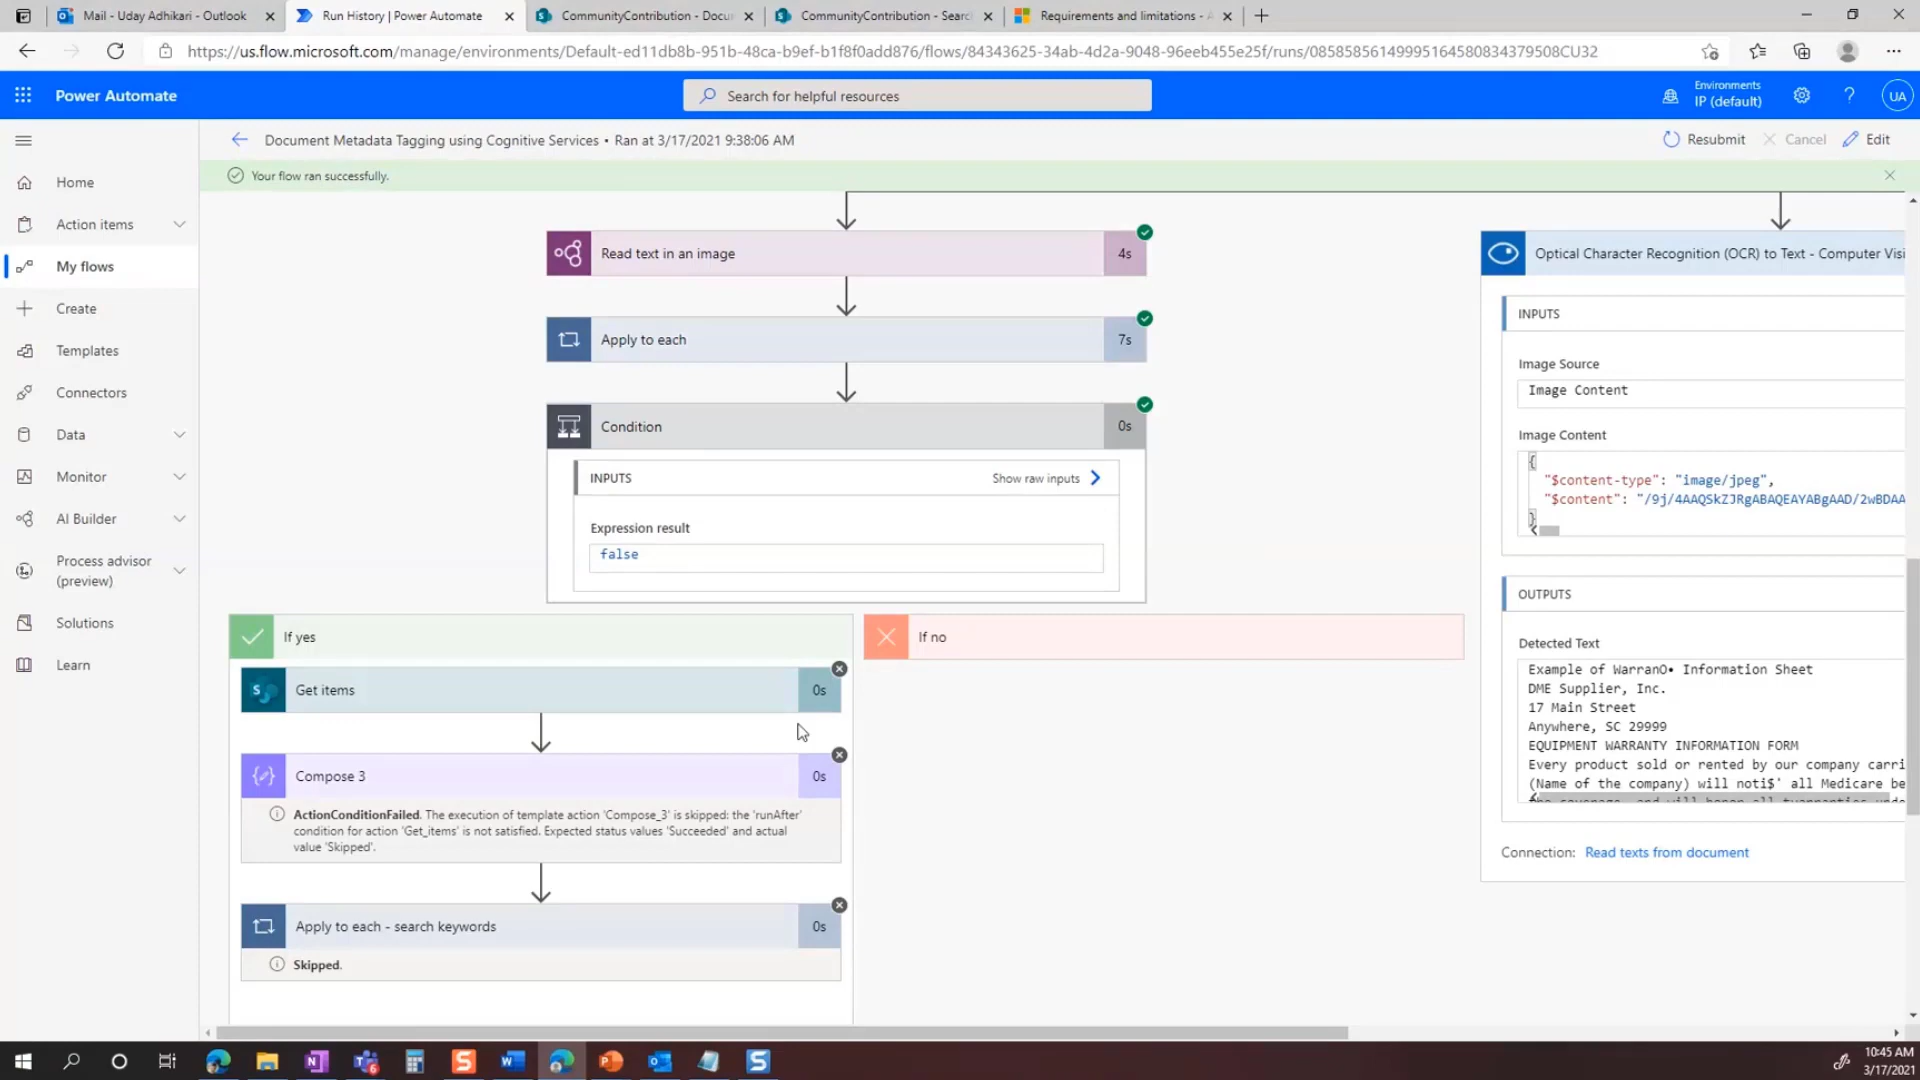 Mail - Uday Adhikari - Outlook
Run History | Power Automate
CommunityContribution - Docu
CommunityContribution - Searc
Requirements and limitations - A
https://us.flow.microsoft.com/manage/environments/Default-ed11db8b-951b-48ca-b9ef-b1f8f0add876/flows/84343625-34ab-4d2a-9048-96eeb455e25f/runs/08585856149995164580834379508CU32
Power Automate
Search for helpful resources
Environments
IP (default)
?
UA
Document Metadata Tagging using Cognitive Services • Ran at 3/17/2021 9:38:06 AM
Resubmit
Cancel
Edit
Your flow ran successfully.
Home
Action items
My flows
Create
Templates
Connectors
Data
Monitor
AI Builder
Process advisor
(preview)
Solutions
Learn
Read text in an image
4s
Apply to each
7s
Condition
0s
INPUTS
Show raw inputs
Expression result
false
If yes
Get items
0s
Compose 3
0s
ActionConditionFailed. The execution of template action 'Compose_3' is skipped: the 'runAfter'
condition for action 'Get_items' is not satisfied. Expected status values 'Succeeded' and actual
value 'Skipped'.
Apply to each - search keywords
0s
Skipped.
If no
Optical Character Recognition (OCR) to Text - Computer Visi
INPUTS
Image Source
Image Content
Image Content
{
"$content-type": "image/jpeg",
"$content": "/9j/4AAQSkZJRgABAQEAYABgAAD/2wBDAA
}
OUTPUTS
Detected Text
Example of WarranO• Information Sheet
DME Supplier, Inc.
17 Main Street
Anywhere, SC 29999
EQUIPMENT WARRANTY INFORMATION FORM
Every product sold or rented by our company carri
(Name of the company) will noti$' all Medicare be
Connection: Read texts from document
10:45 AM
3/17/2021